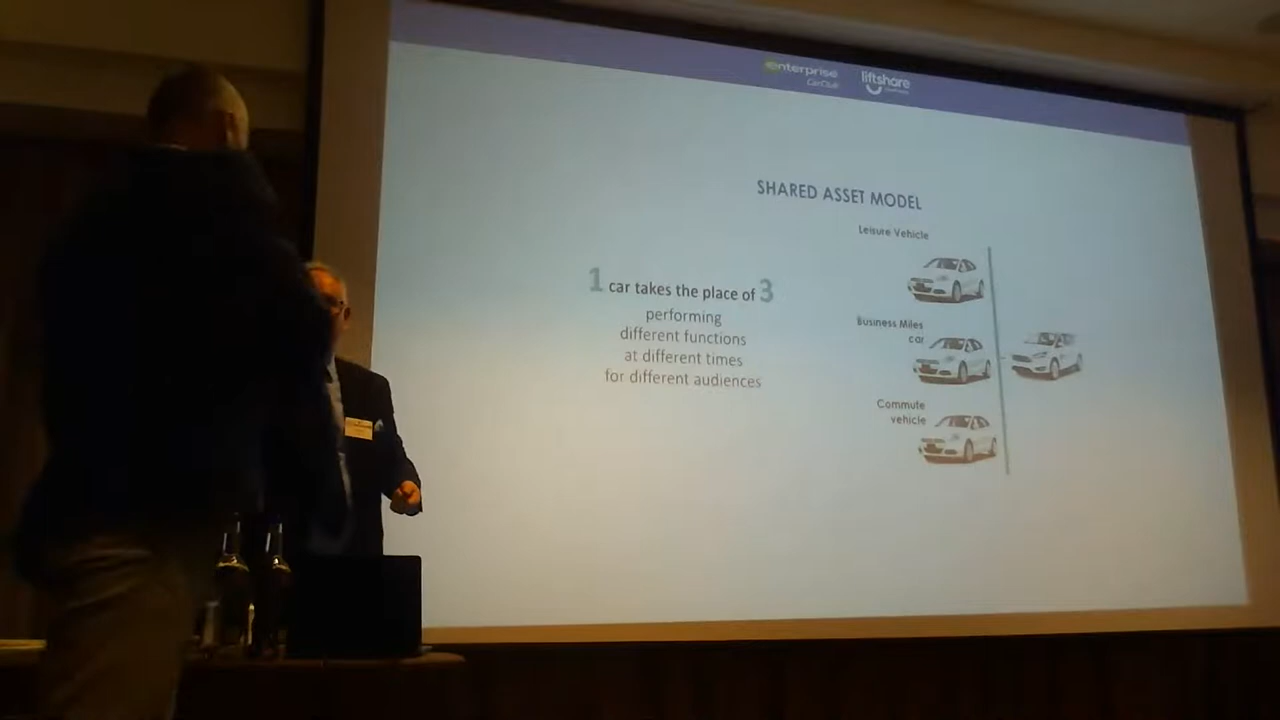 enterprise
CarClub
liftshare
SHARED ASSET MODEL
1 car takes the place of 3
performing
different functions
at different times
for different audiences
Leisure Vehicle
Business Miles
car
Commute
vehicle